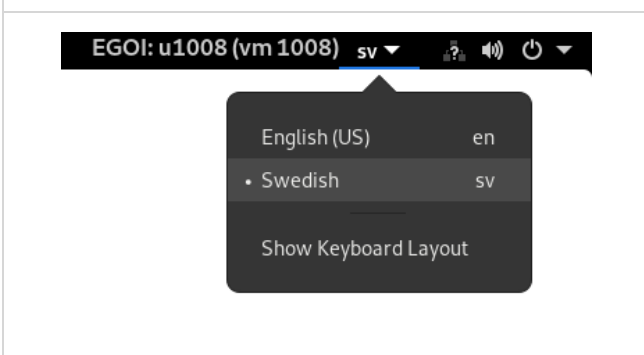 EGOI: u1008 (vm 1008) sv ?
English (US) en
• Swedish sv
Show Keyboard Layout